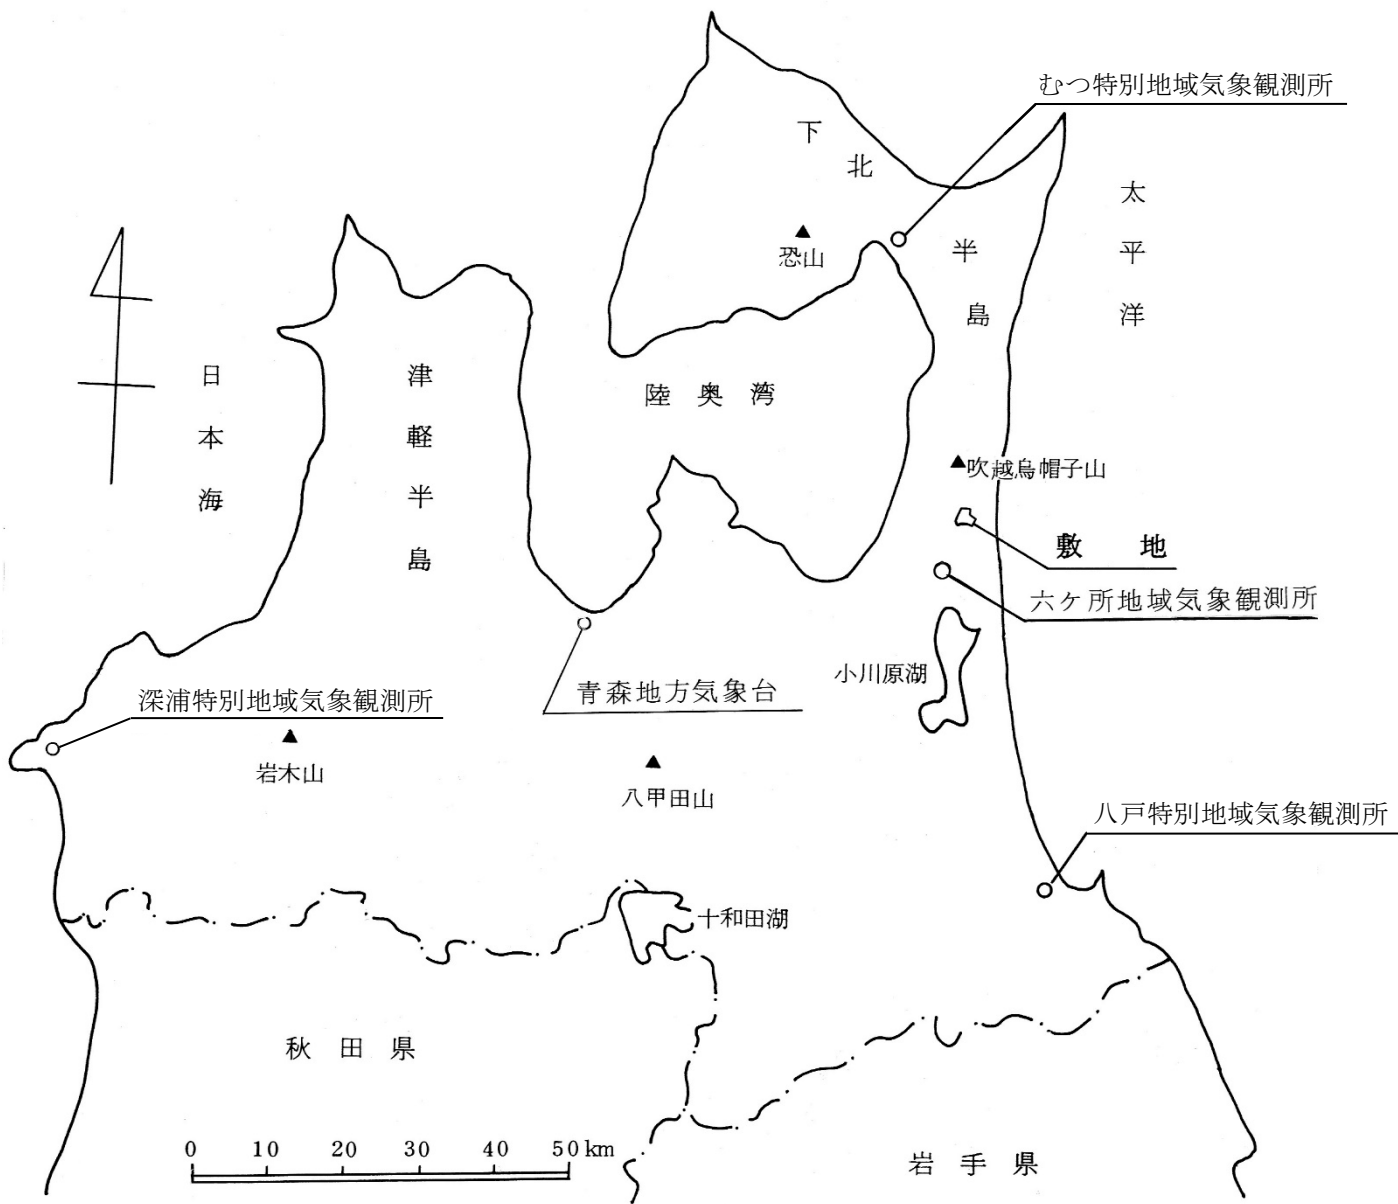 むつ特別地域気象観測所
下北半島
太平洋
恐山
日本海
津軽半島
陸奥湾
吹越烏帽子山
敷地
六ケ所地域気象観測所
小川原湖
青森地方気象台
深浦特別地域気象観測所
岩木山
八甲田山
八戸特別地域気象観測所
十和田湖
秋田県
0 10 20 30 40 50 km
岩手県